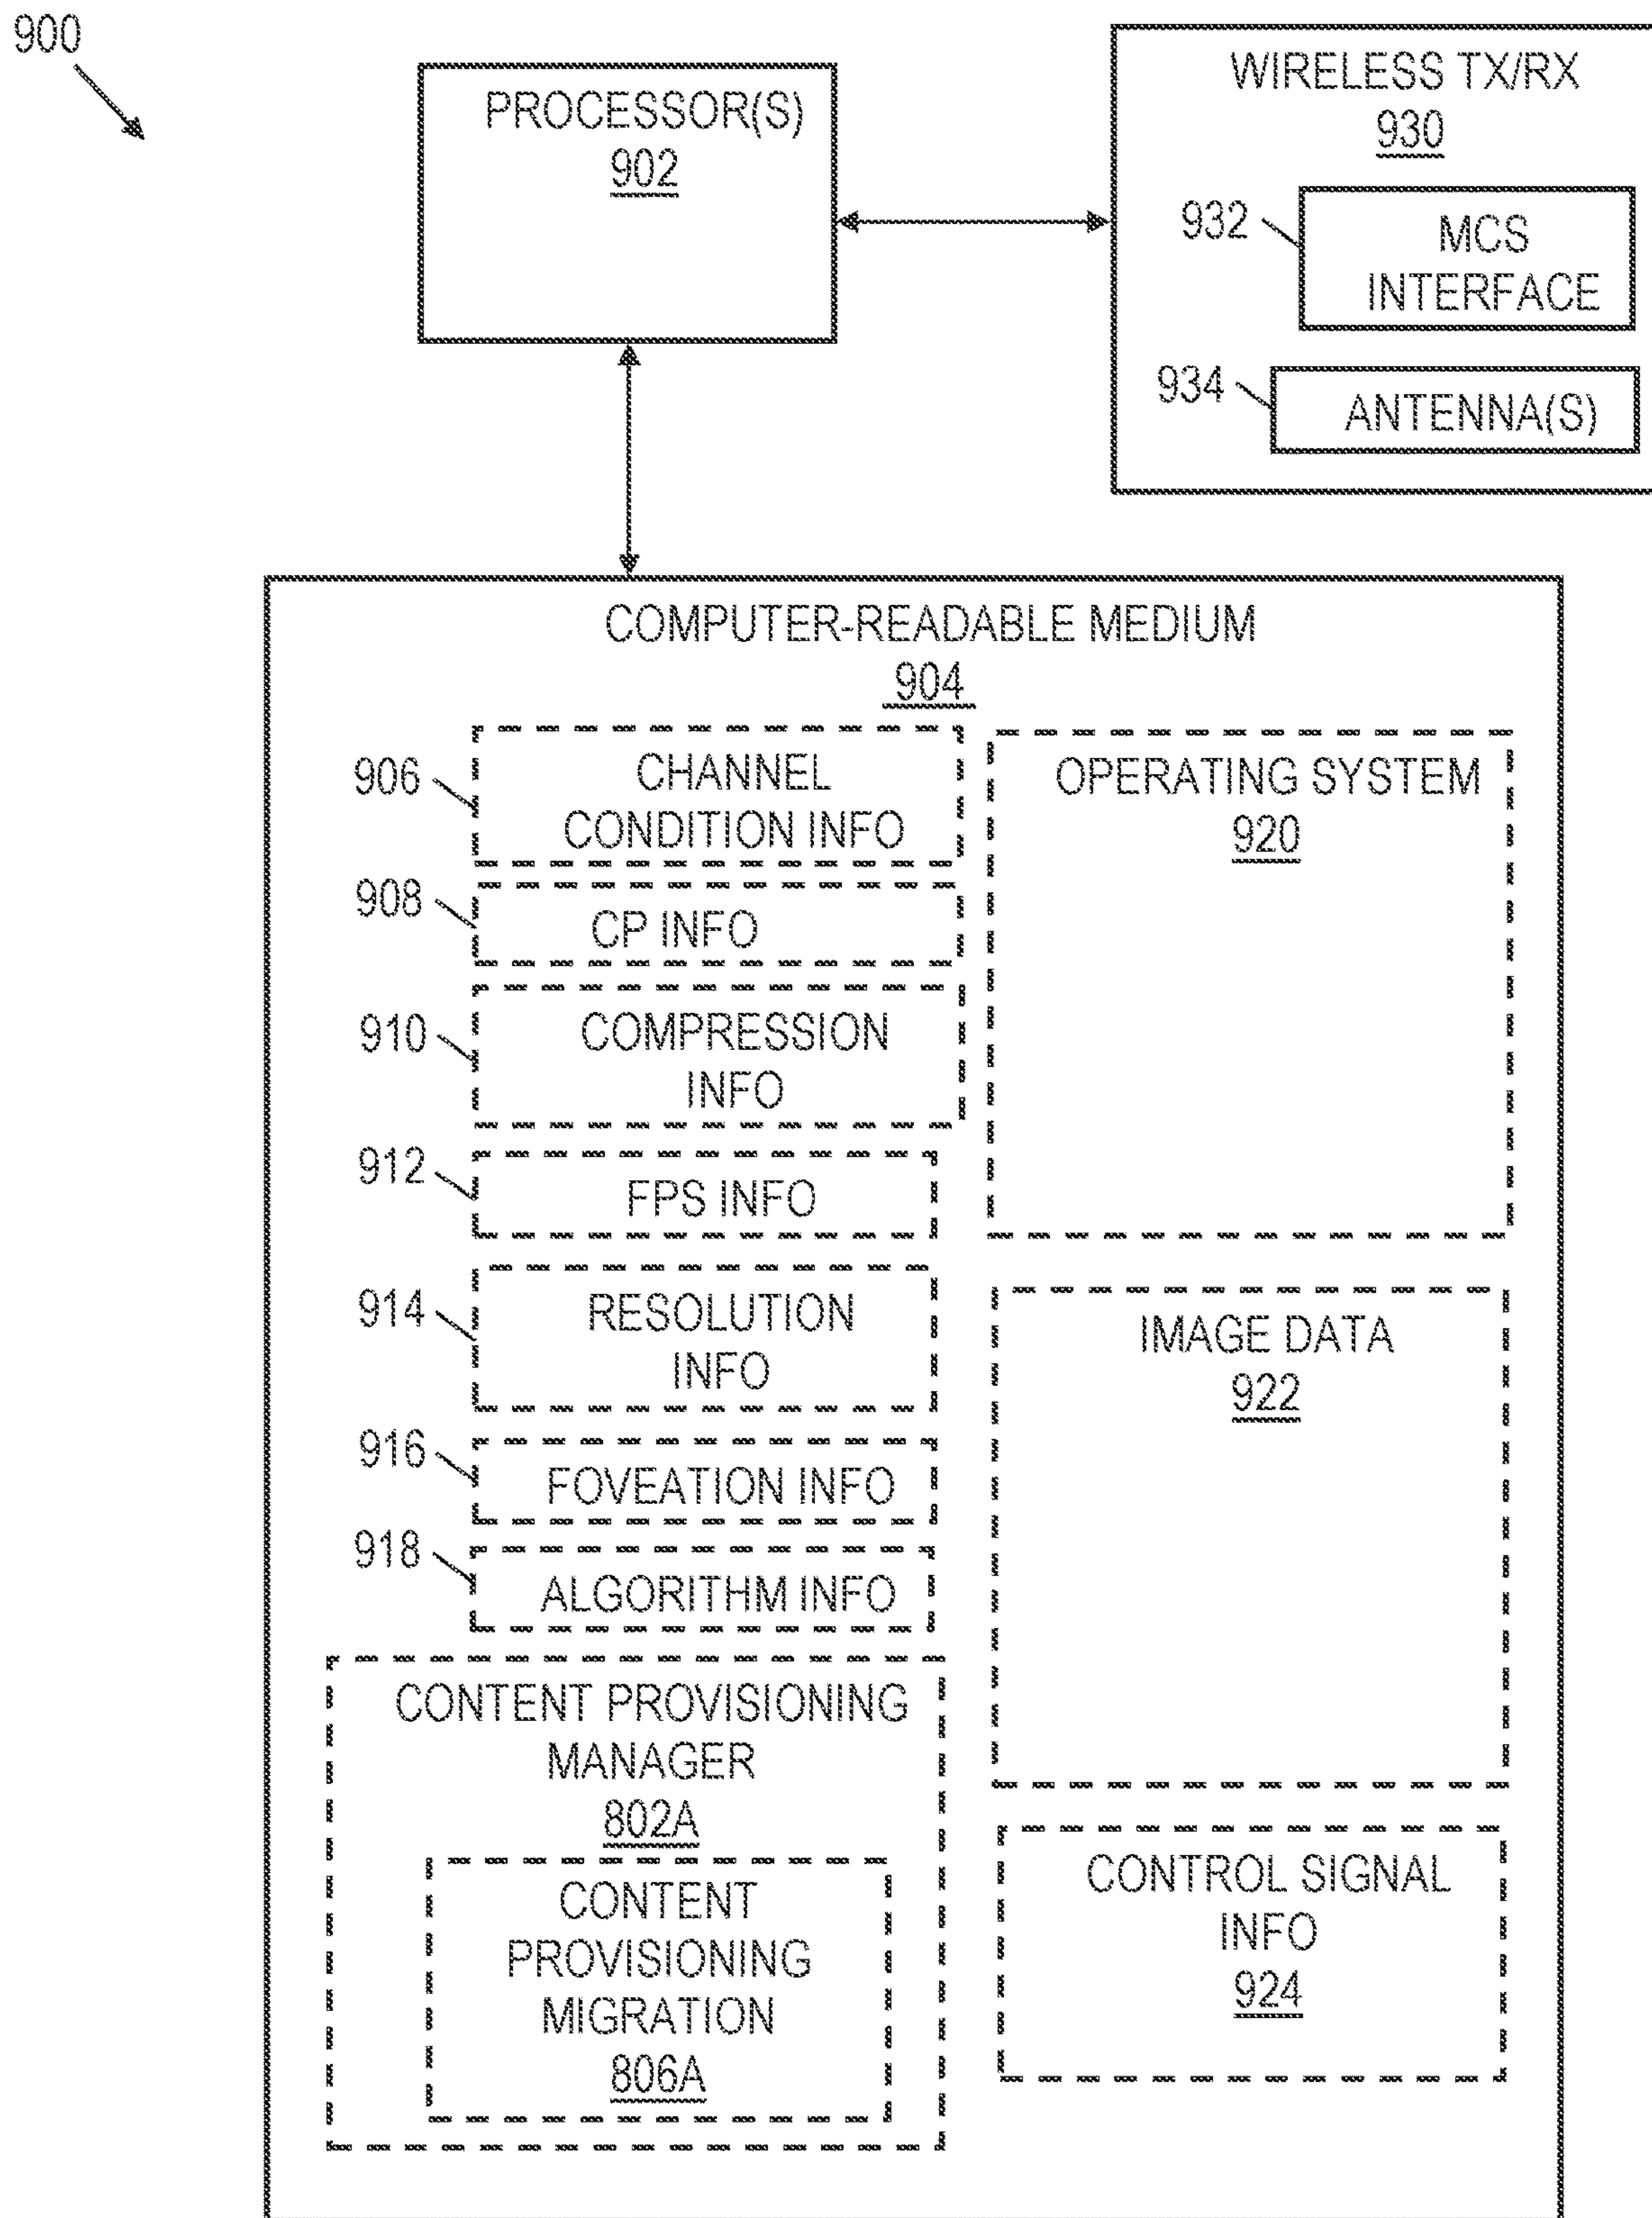 900
PROCESSOR(S)
902
WIRELESS TX/RX
930
932
MCS
INTERFACE
934
ANTENNA(S)
COMPUTER-READABLE MEDIUM
904
906
CHANNEL
CONDITION INFO
908
CP INFO
910
COMPRESSION
INFO
912
FPS INFO
914
RESOLUTION
INFO
916
FOVEATION INFO
918
ALGORITHM INFO
CONTENT PROVISIONING
MANAGER
802A
CONTENT
PROVISIONING
MIGRATION
806A
OPERATING SYSTEM
920
IMAGE DATA
922
CONTROL SIGNAL
INFO
924